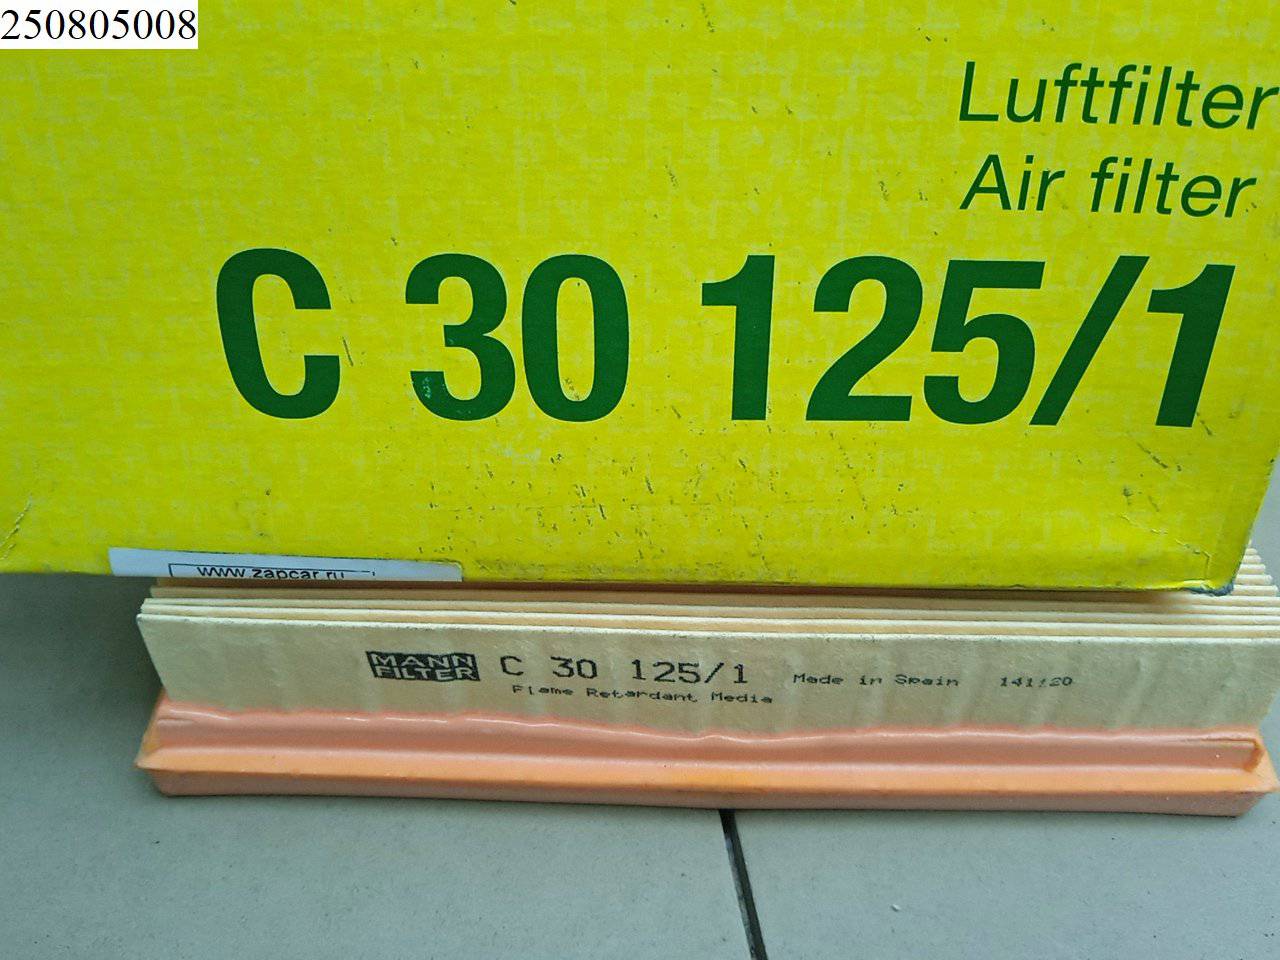 250805008
Luftfilter
Air filter
C 30 125/1
www.zapcar.ru
MANN
FILTER
C 30 125/1
Made in Spain
Flame Retardant Media